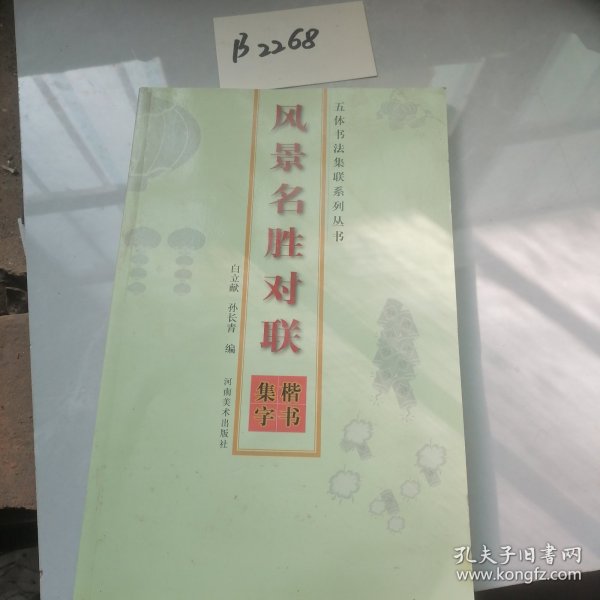 B2268
五体书法集联系列丛书
风景名胜对联
楷书
集字
白立献 孙长青 编
河南美术出版社
孔夫子旧书网
www.kongfz.com